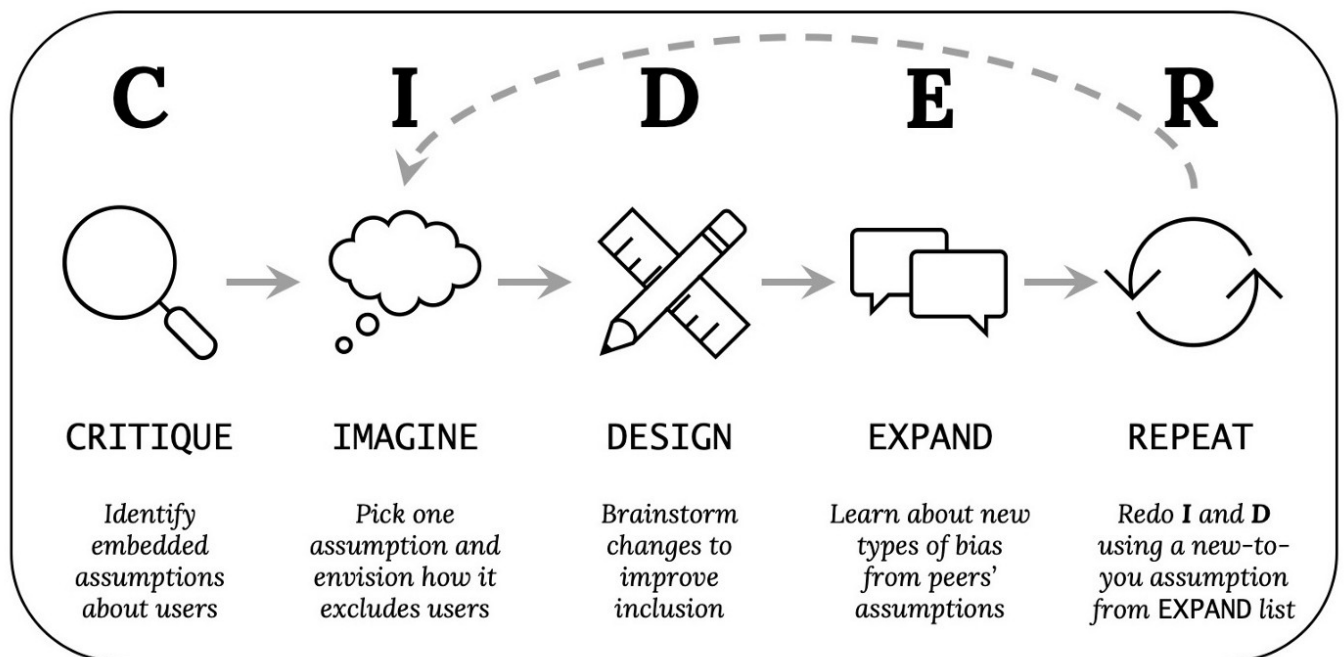 C I D E R
CRITIQUE
Identify
embedded
assumptions
about users
IMAGINE
Pick one
assumption and
envision how it
excludes users
DESIGN
Brainstorm
changes to
improve
inclusion
EXPAND
Learn about new
types of bias
from peers’
assumptions
REPEAT
Redo I and D
using a new-to-
you assumption
from EXPAND list